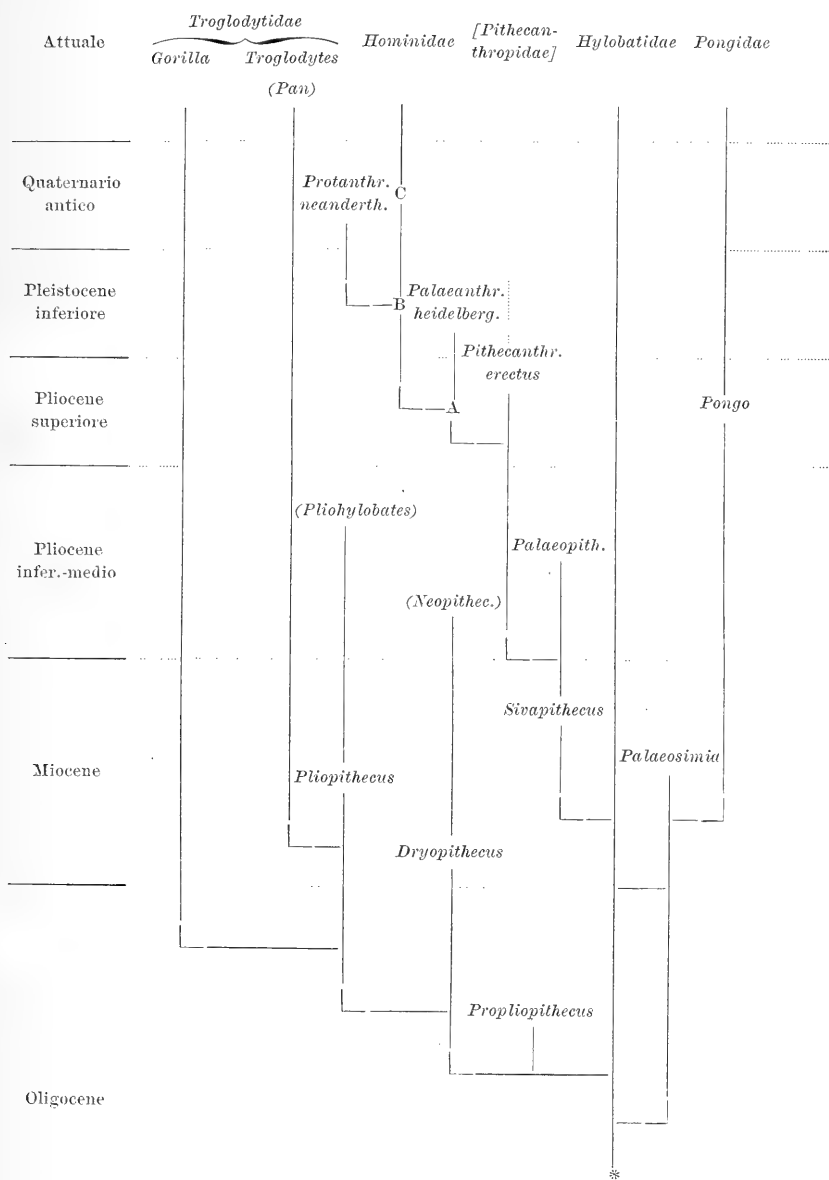 Troglodytidae
Attuale
Hominidae
[Pithecan-
thropidae]
Hylobatidae
Pongidae
Gorilla
Troglodytes
(Pan)
Quaternario
antico
Protanthr.
neanderth.
C
Pleistocene
inferiore
B
Palaeanthr.
heidelberg.
Pithecanthr.
erectus
Pliocene
superiore
A
Pongo
(Pliohylobates)
Pliocene
infer.-medio
Palaeopith.
(Neopithec.)
Sivapithecus
Palaeosimia
Miocene
Pliopithecus
Dryopithecus
Propliopithecus
Oligocene
*